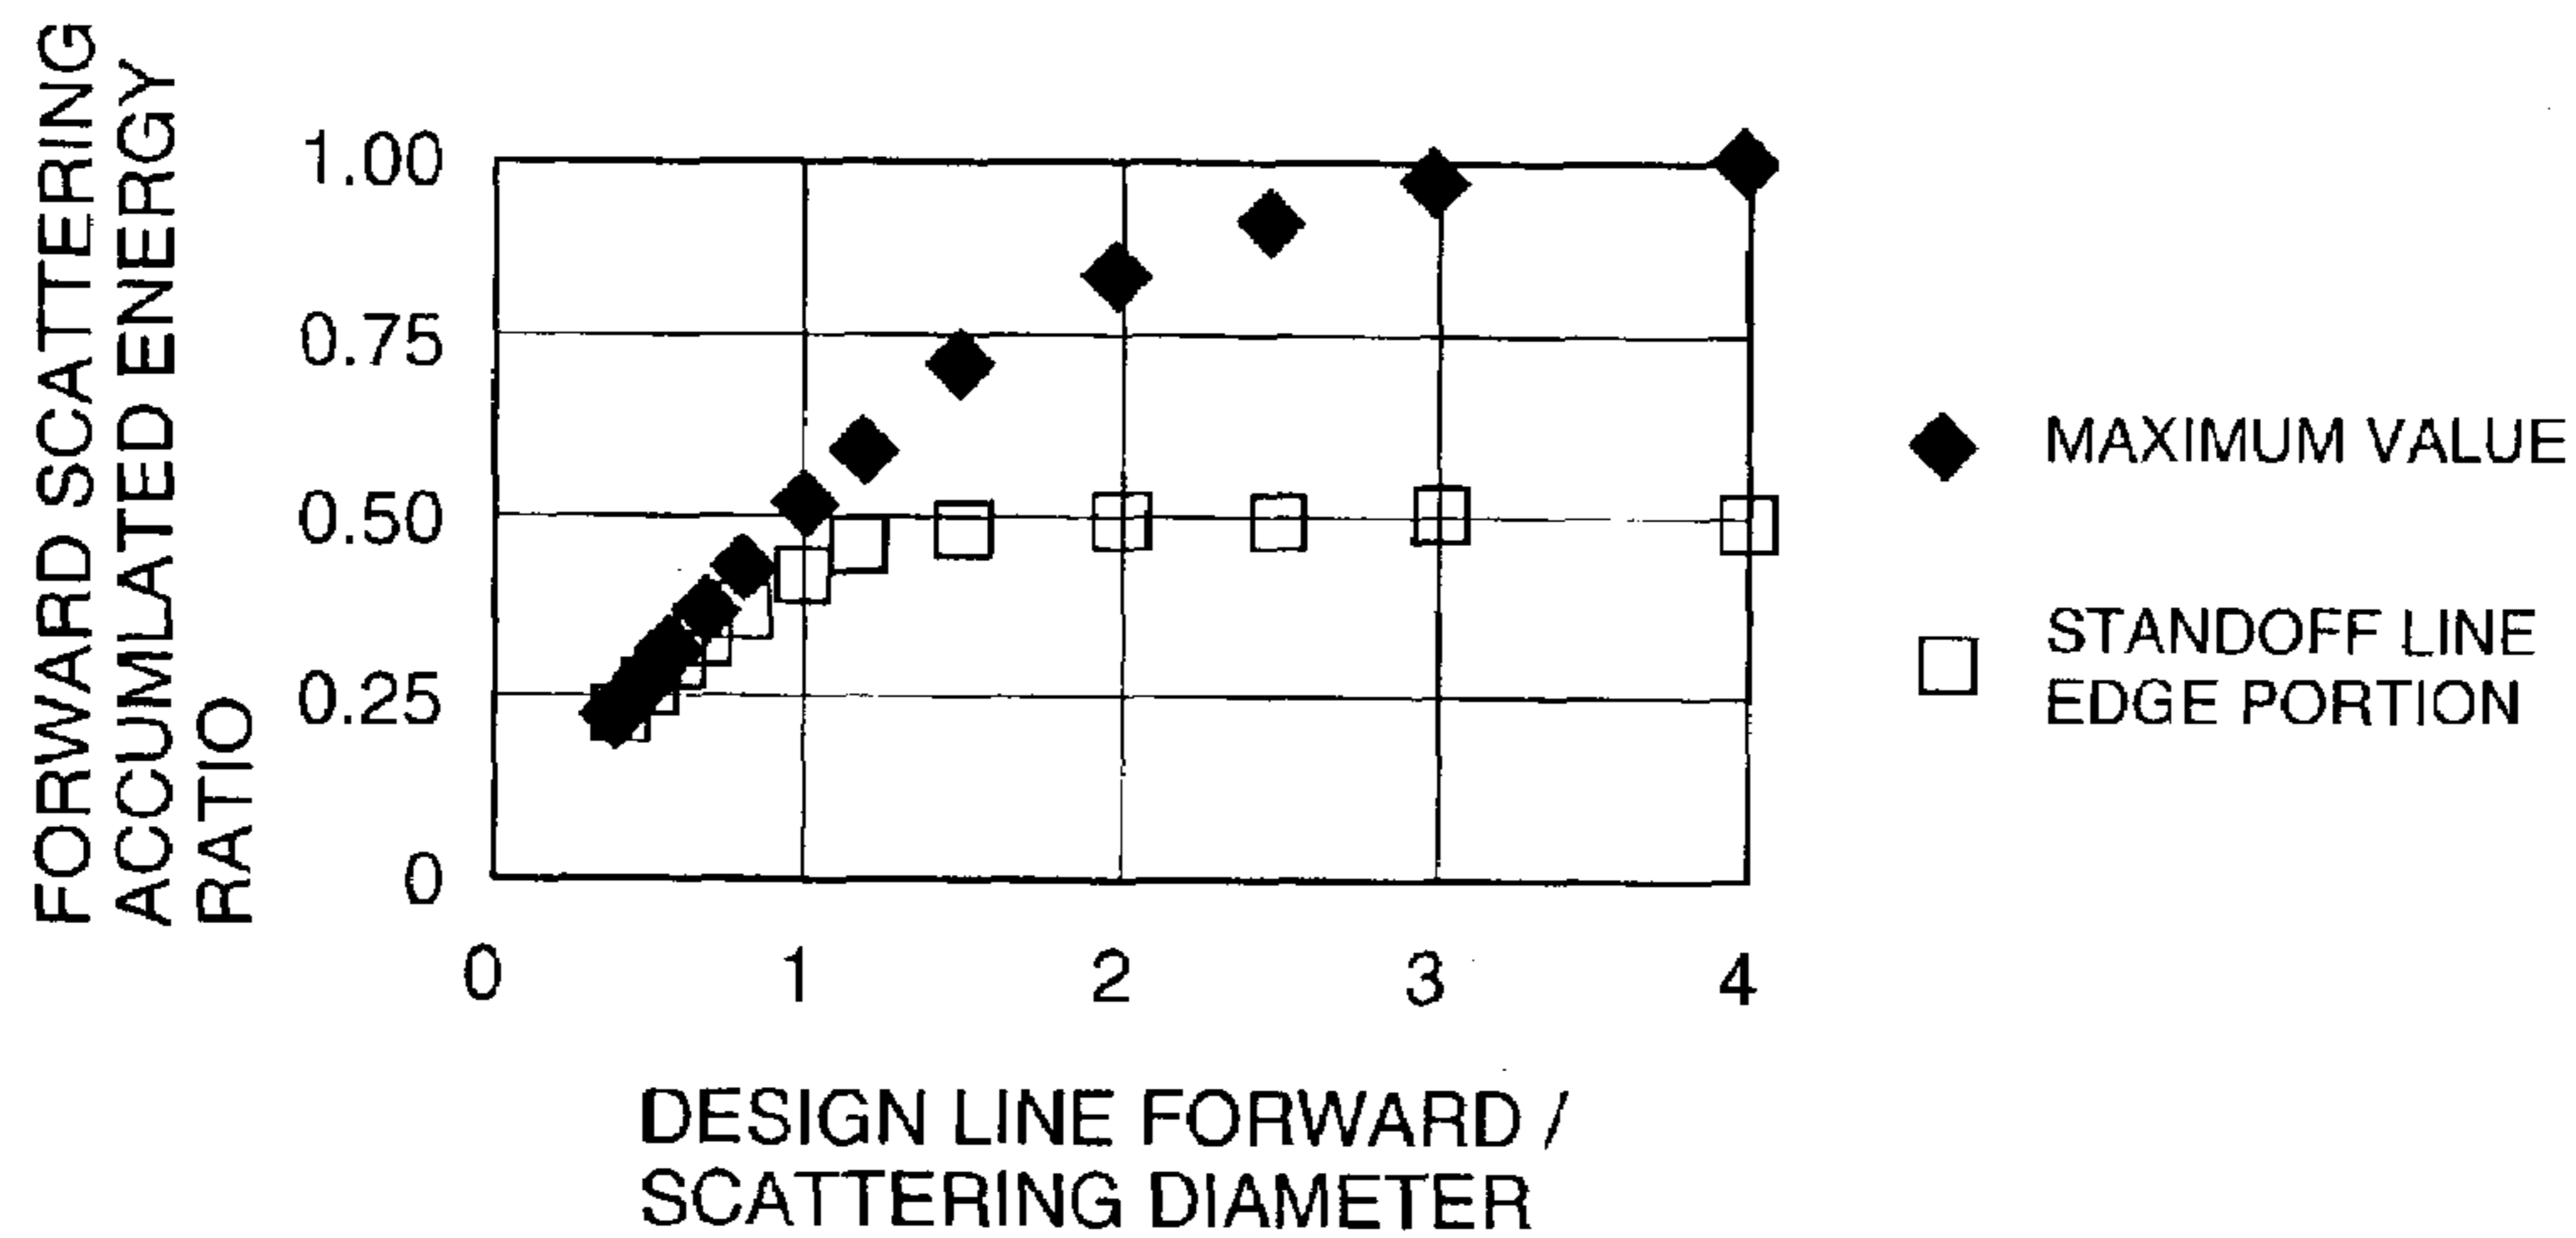 FORWARD SCATTERING
ACCUMLATED ENERGY
RATIO
1.00
0.75
0.50
0.25
0
0 1 2 3 4
DESIGN LINE FORWARD /
SCATTERING DIAMETER
MAXIMUM VALUE
STANDOFF LINE
EDGE PORTION